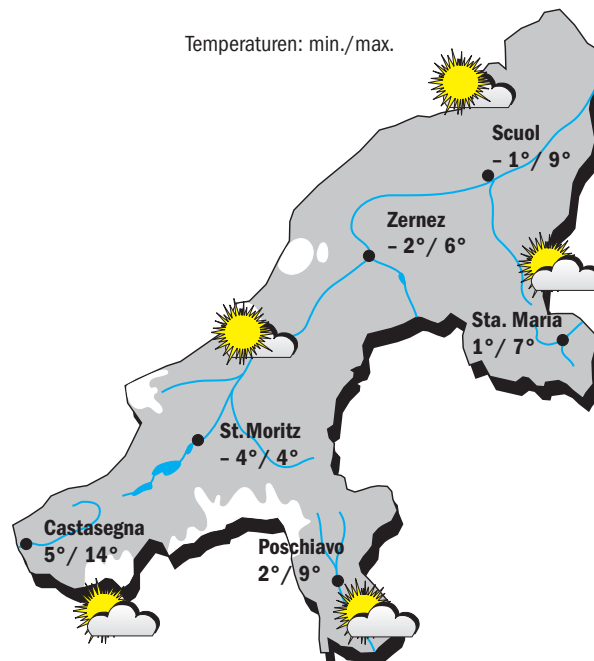 Temperaturen: min./max.
Scuol
– 1°/ 9°
Zernez
– 2°/ 6°
Sta. Maria
1°/ 7°
St. Moritz
– 4°/ 4°
Castasegna
5°/ 14°
Poschiavo
2°/ 9°